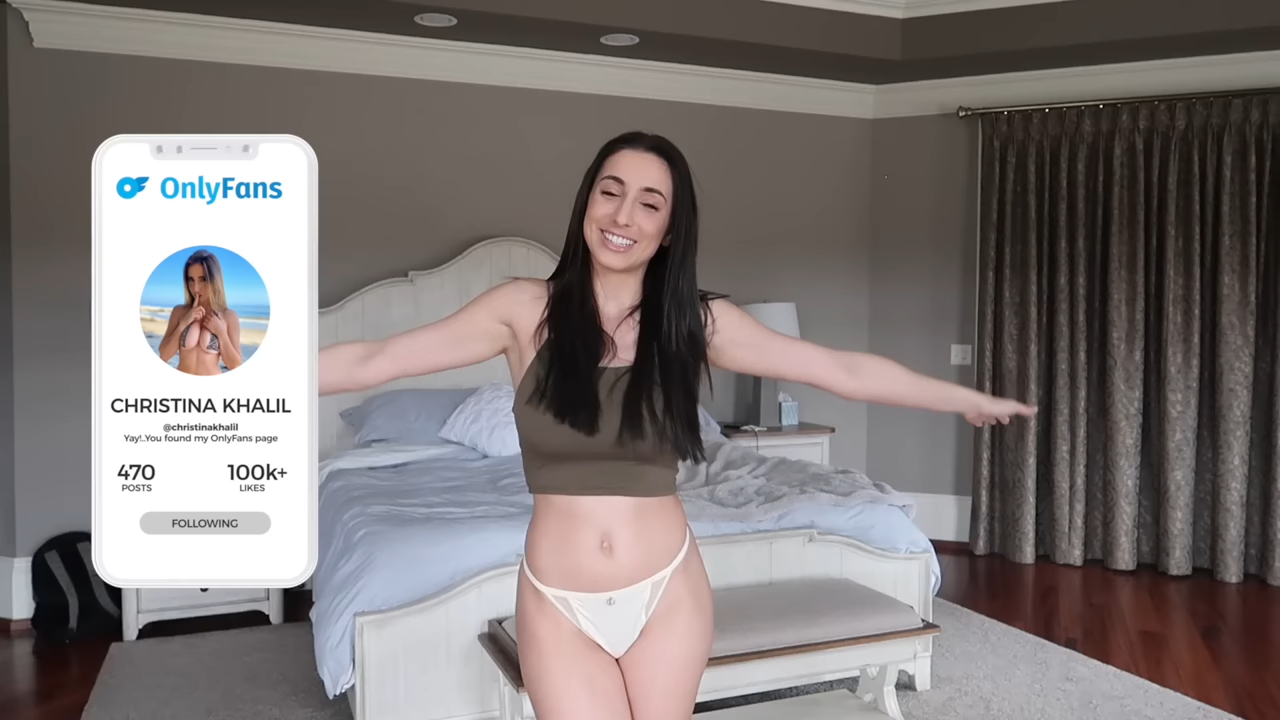 OnlyFans
CHRISTINA KHALIL
@christinakhalil
Yay!..You found my OnlyFans page
470
100k+
POSTS
LIKES
FOLLOWING